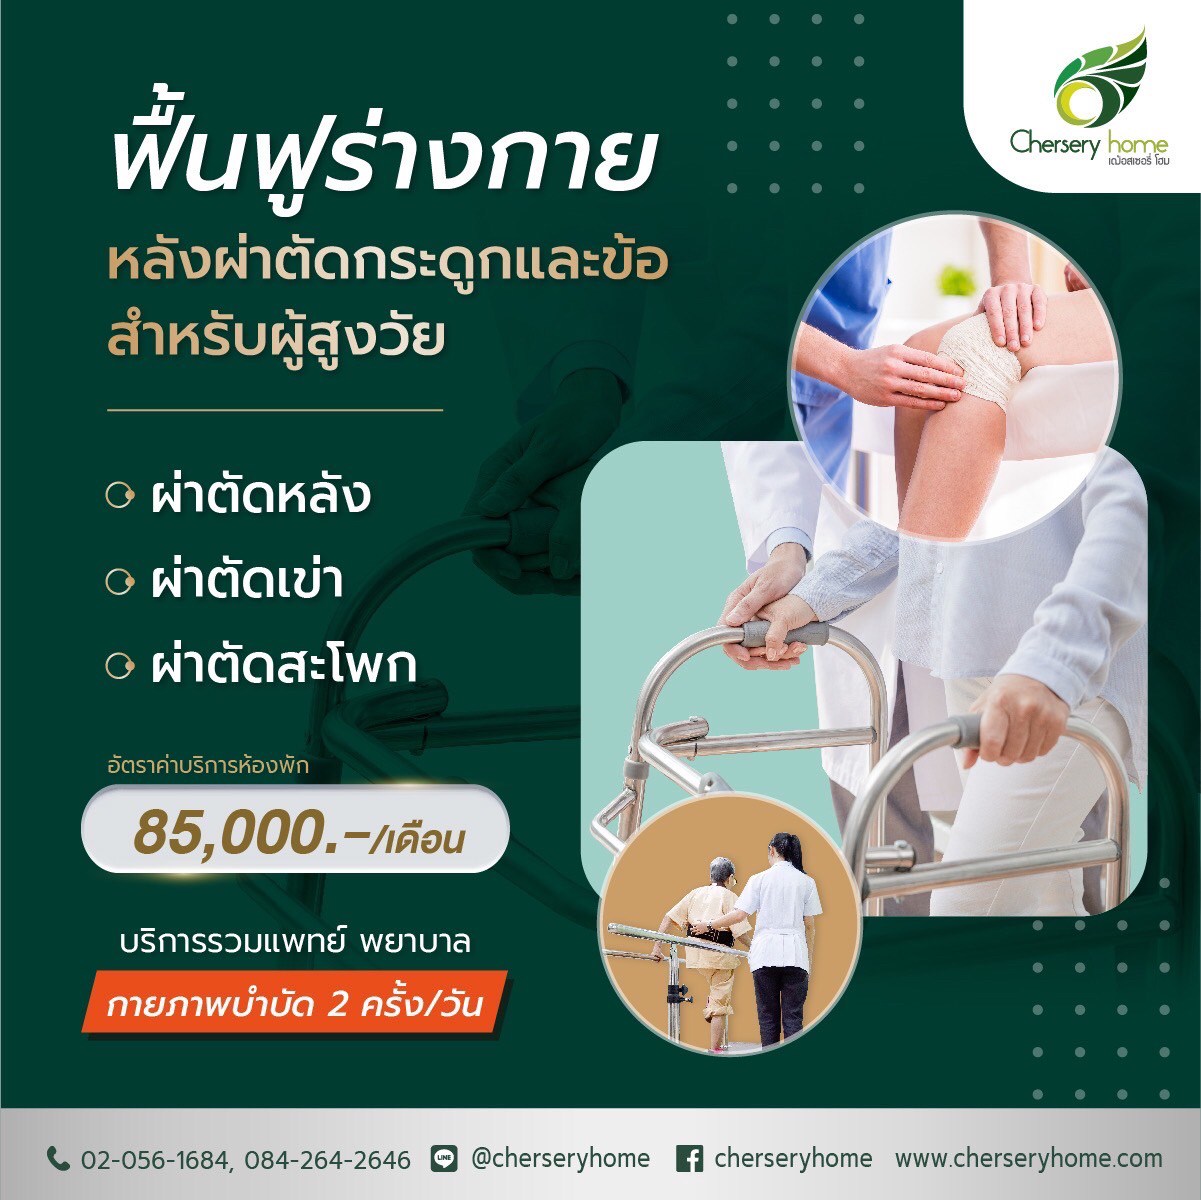 Chersery home
เฌ้อสเซอรี่ โฮม
ฟื้นฟูร่างกาย
หลังผ่าตัดกระดูกและข้อ
สำหรับผู้สูงวัย
ผ่าตัดหลัง
ผ่าตัดเข่า
ผ่าตัดสะโพก
อัตราค่าบริการห้องพัก
85,000.-/เดือน
บริการรวมแพทย์ พยาบาล
กายภาพบำบัด 2 ครั้ง/วัน
02-056-1684, 084-264-2646 LINE @cherseryhome cherseryhome www.cherseryhome.com